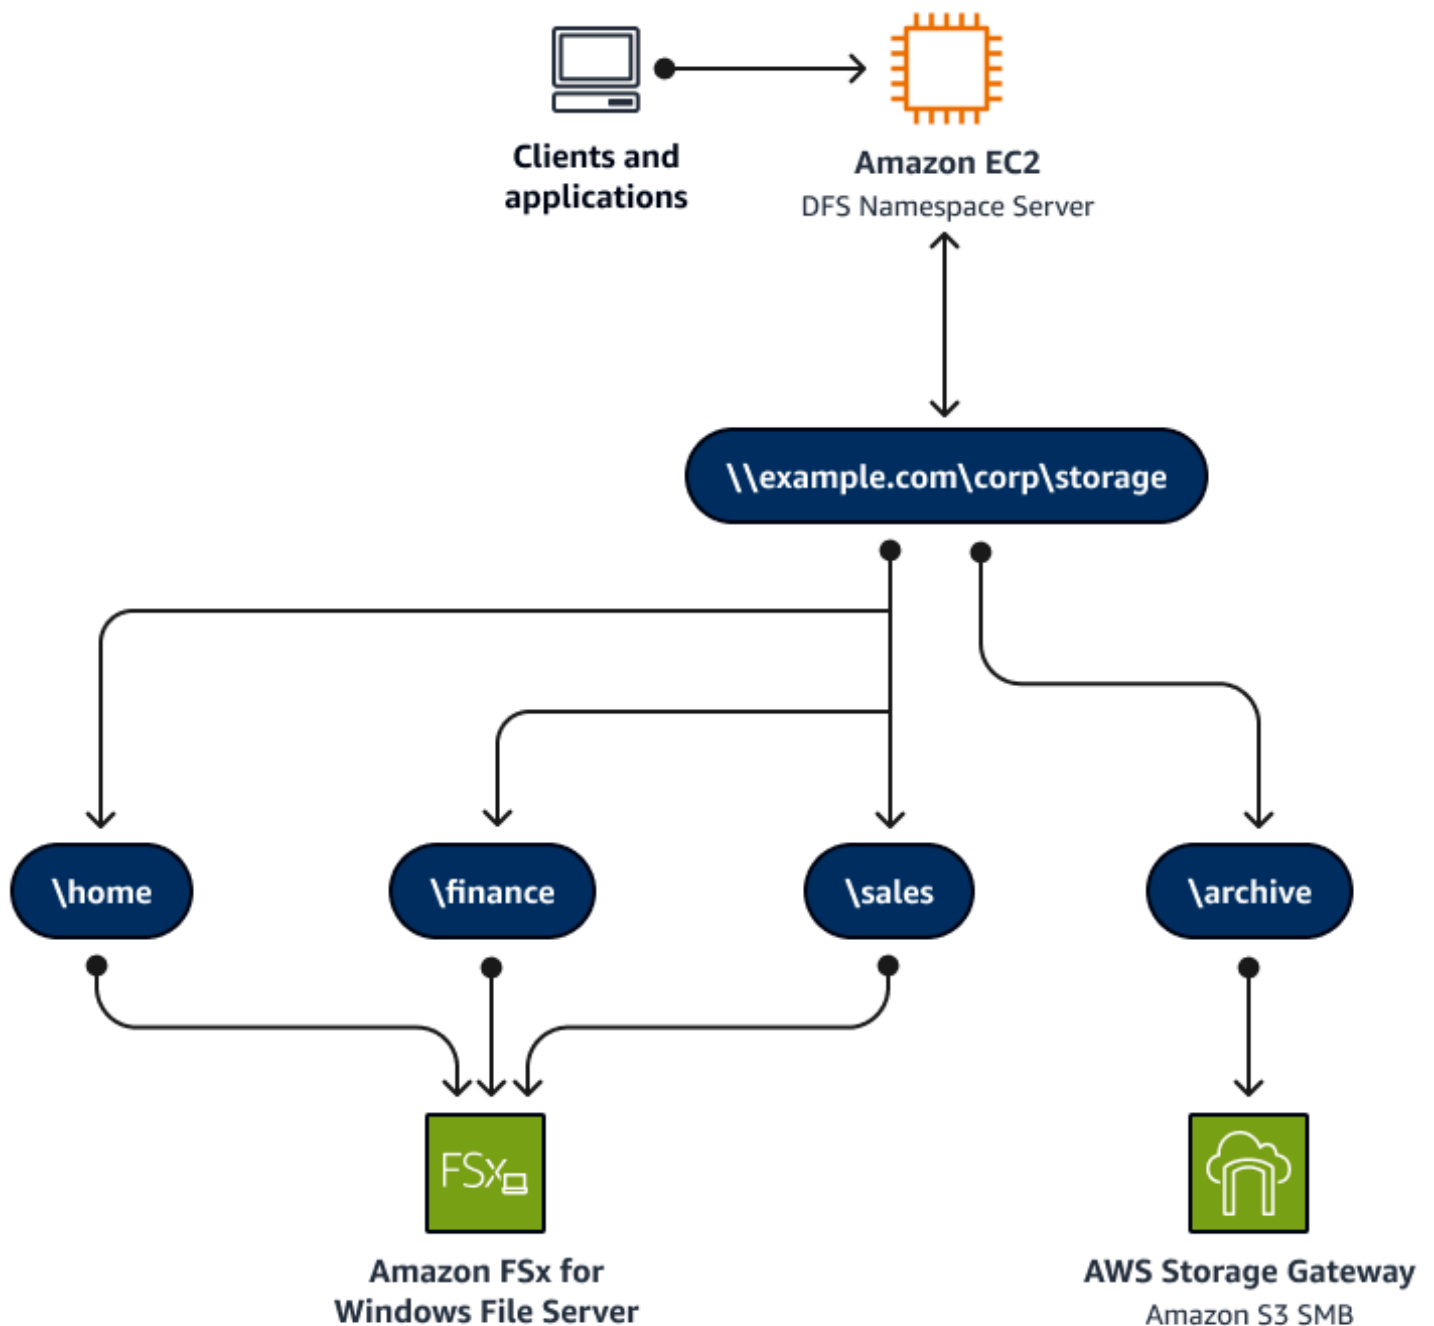 Clients and
applications
Amazon EC2
DFS Namespace Server
\\example.com\corp\storage
\home
\finance
\sales
\archive
FSx
Amazon FSx for
Windows File Server
AWS Storage Gateway
Amazon S3 SMB